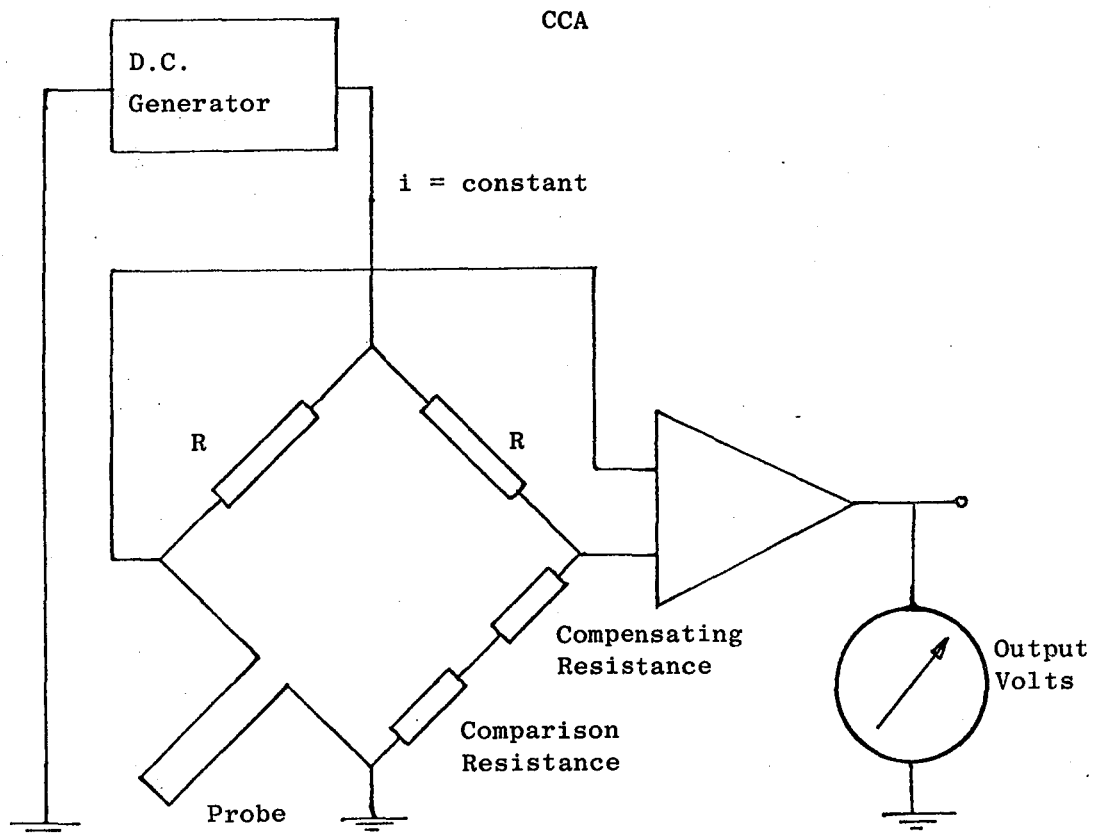 CCA
D.C.
Generator
i = constant
R
R
Compensating
Resistance
Output
Volts
Comparison
Resistance
Probe